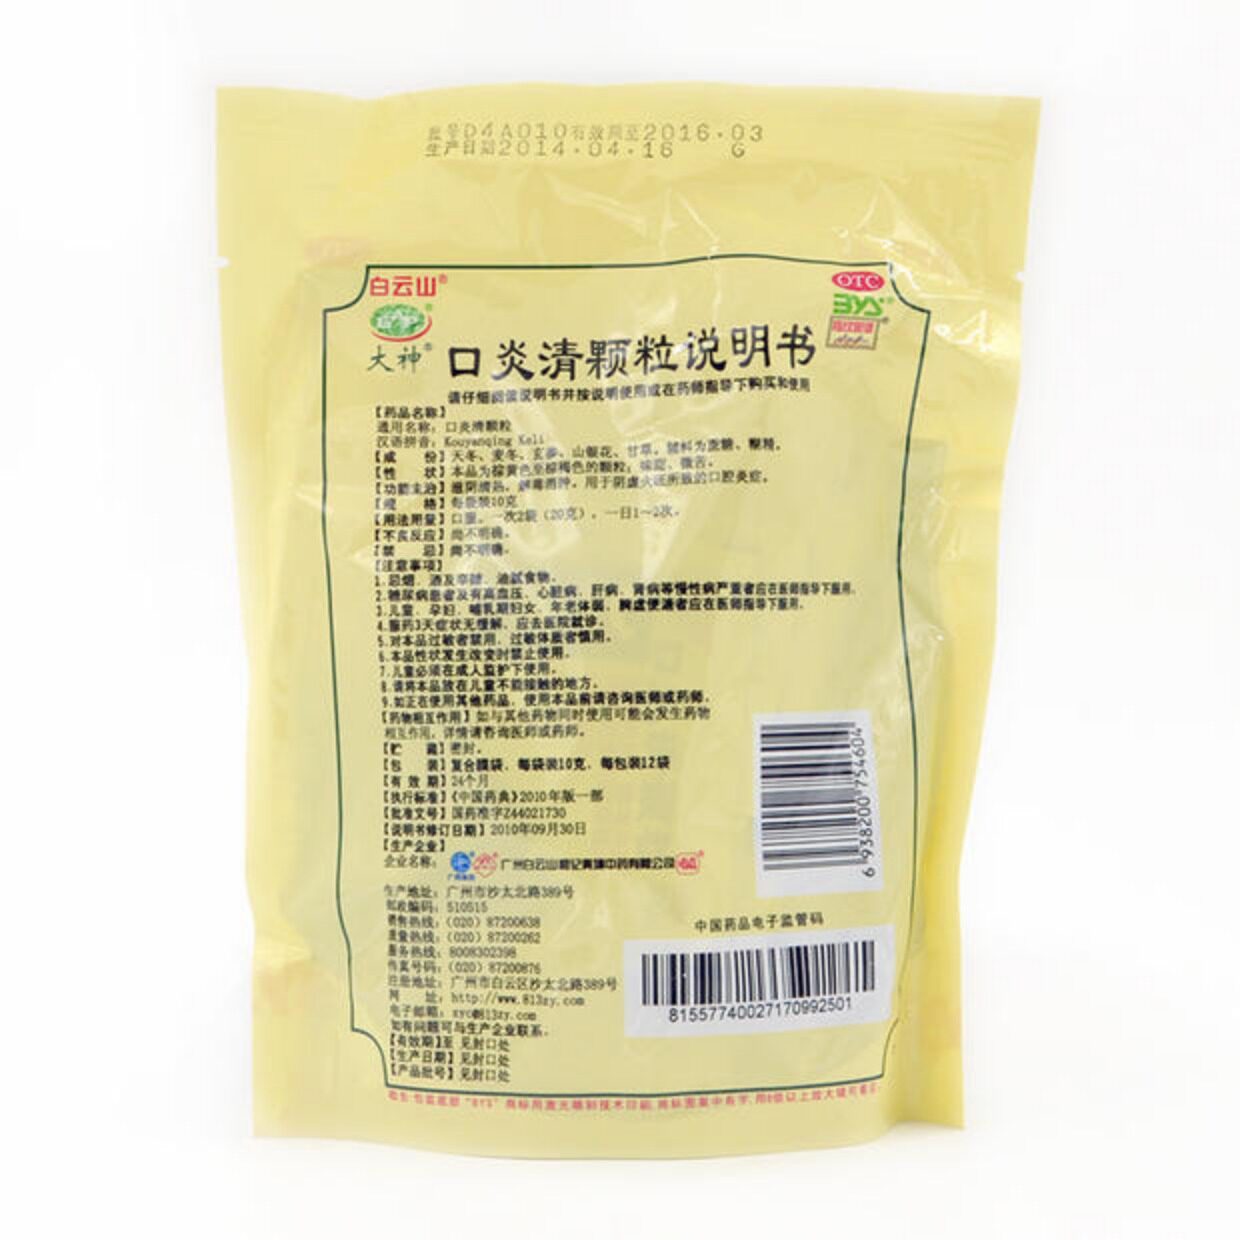 批号D4A010有效期至2016.03
生产日期2014.04.16 G
白云山®
大神®
OTC
BYS®
口炎清颗粒说明书
请仔细阅读说明书并按说明使用或在药师指导下购买和使用
【药品名称】
通用名称：口炎清颗粒
汉语拼音：Kouyanqing Keli
【成 份】天冬、麦冬、玄参、山银花、甘草。辅料为蔗糖、糊精。
【性 状】本品为棕黄色至棕褐色的颗粒；味甜、微苦。
【功能主治】滋阴清热，解毒消肿。用于阴虚火旺所致的口腔炎症。
【规 格】每袋装10克
【用法用量】口服。一次2袋（20克），一日1～2次。
【不良反应】尚不明确。
【禁 忌】尚不明确。
【注意事项】
1.忌烟、酒及辛辣、油腻食物。
2.糖尿病患者及有高血压、心脏病、肝病、肾病等慢性病严重者应在医师指导下服用。
3.儿童、孕妇、哺乳期妇女、年老体弱、脾虚便溏者应在医师指导下服用。
4.服药3天症状无缓解，应去医院就诊。
5.对本品过敏者禁用，过敏体质者慎用。
6.本品性状发生改变时禁止使用。
7.儿童必须在成人监护下使用。
8.请将本品放在儿童不能接触的地方。
9.如正在使用其他药品，使用本品前请咨询医师或药师。
【药物相互作用】如与其他药物同时使用可能会发生药物
相互作用，详情请咨询医师或药师。
【贮 藏】密封。
【包 装】复合膜袋，每袋装10克，每包装12袋
【有 效 期】24个月
【执行标准】《中国药典》2010年版一部
【批准文号】国药准字Z44021730
【说明书修订日期】2010年09月30日
【生产企业】
企业名称： 广州白云山和记黄埔中药有限公司
生产地址：广州市沙太北路389号
邮政编码：510515
销售热线：（020）87200638
质量热线：（020）87200262
服务热线：8008302398
传真号码：（020）87200876
注册地址：广州市白云区沙太北路389号
网 址：http://www.813zy.com
电子邮箱：xyc@813zy.com
如有问题可与生产企业联系。
【有效期】至 见封口处
【生产日期】见封口处
【产品批号】见封口处
6 938200 754604
中国药品电子监管码
81557740027170992501